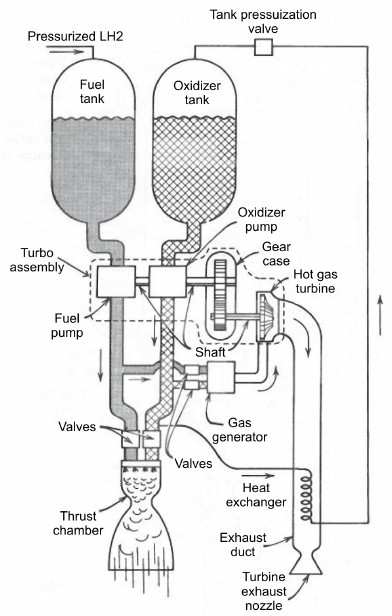 Tank pressuization
valve
Pressurized LH2
Fuel
tank
Oxidizer
tank
Oxidizer
pump
Gear
case
Turbo
assembly
Hot gas
turbine
Fuel
pump
Shaft
Valves
Gas
generator
Valves
Heat
exchanger
Thrust
chamber
Exhaust
duct
Turbine
exhaust
nozzle